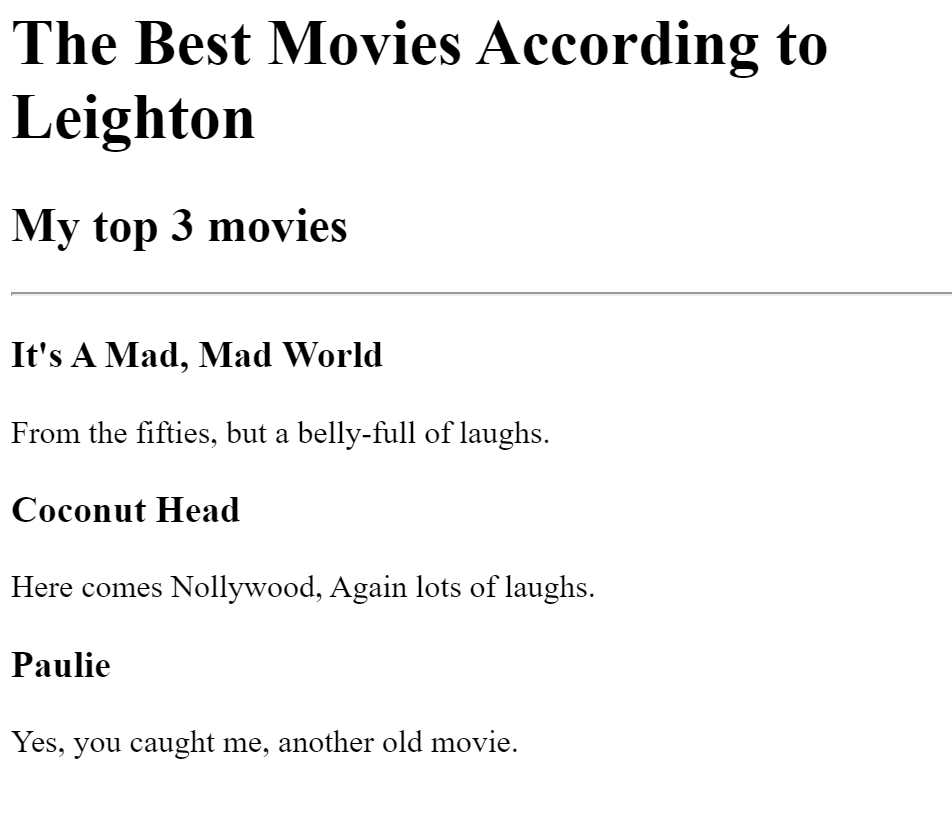 The Best Movies According to
Leighton
My top 3 movies
It's A Mad, Mad World
From the fifties, but a belly-full of laughs.
Coconut Head
Here comes Nollywood, Again lots of laughs.
Paulie
Yes, you caught me, another old movie.